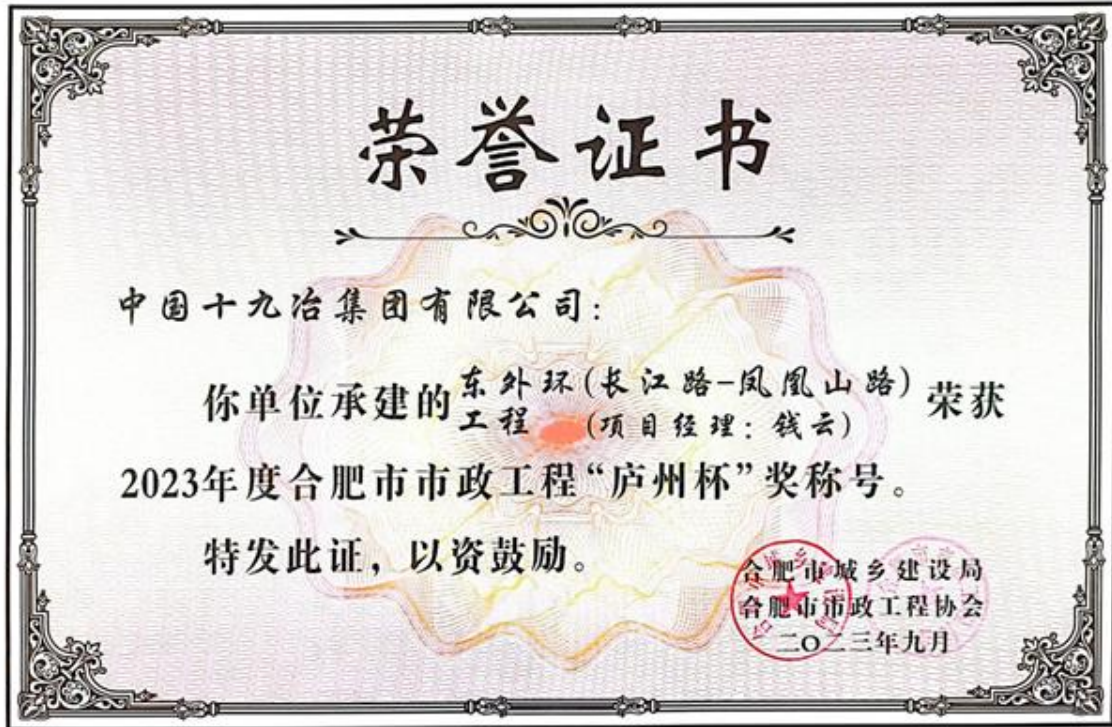 荣誉证书
中国十九冶集团有限公司:
你单位承建的东外环(长江路-凤凰山路)荣获
工程 (项目经理: 钱云)
2023年度合肥市市政工程“庐州杯”奖称号。
特发此证，以资鼓励。
合肥市城乡建设局
合肥市市政工程协会
二〇二三年九月